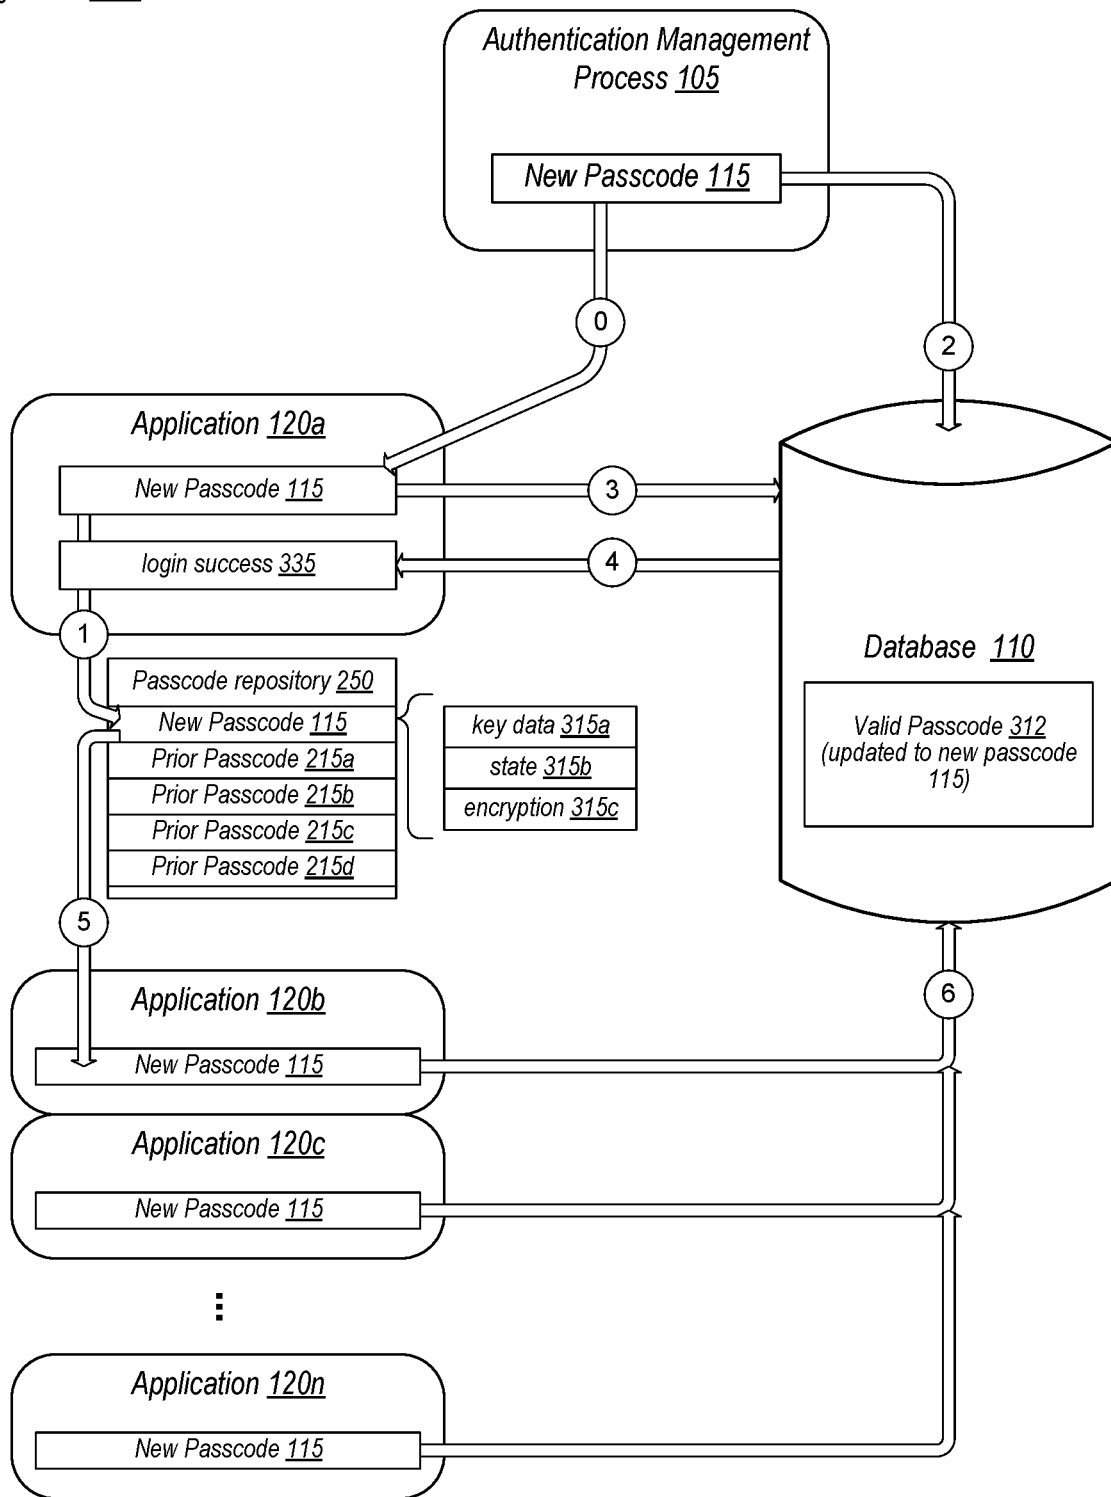 Authentication Management
Process 105
New Passcode 115
0
2
Application 120a
New Passcode 115
3
login success 335
4
1
Passcode repository 250
New Passcode 115
Prior Passcode 215a
Prior Passcode 215b
Prior Passcode 215c
Prior Passcode 215d
key data 315a
state 315b
encryption 315c
Database 110
Valid Passcode 312
(updated to new passcode
115)
5
6
Application 120b
New Passcode 115
Application 120c
New Passcode 115
⋮
Application 120n
New Passcode 115